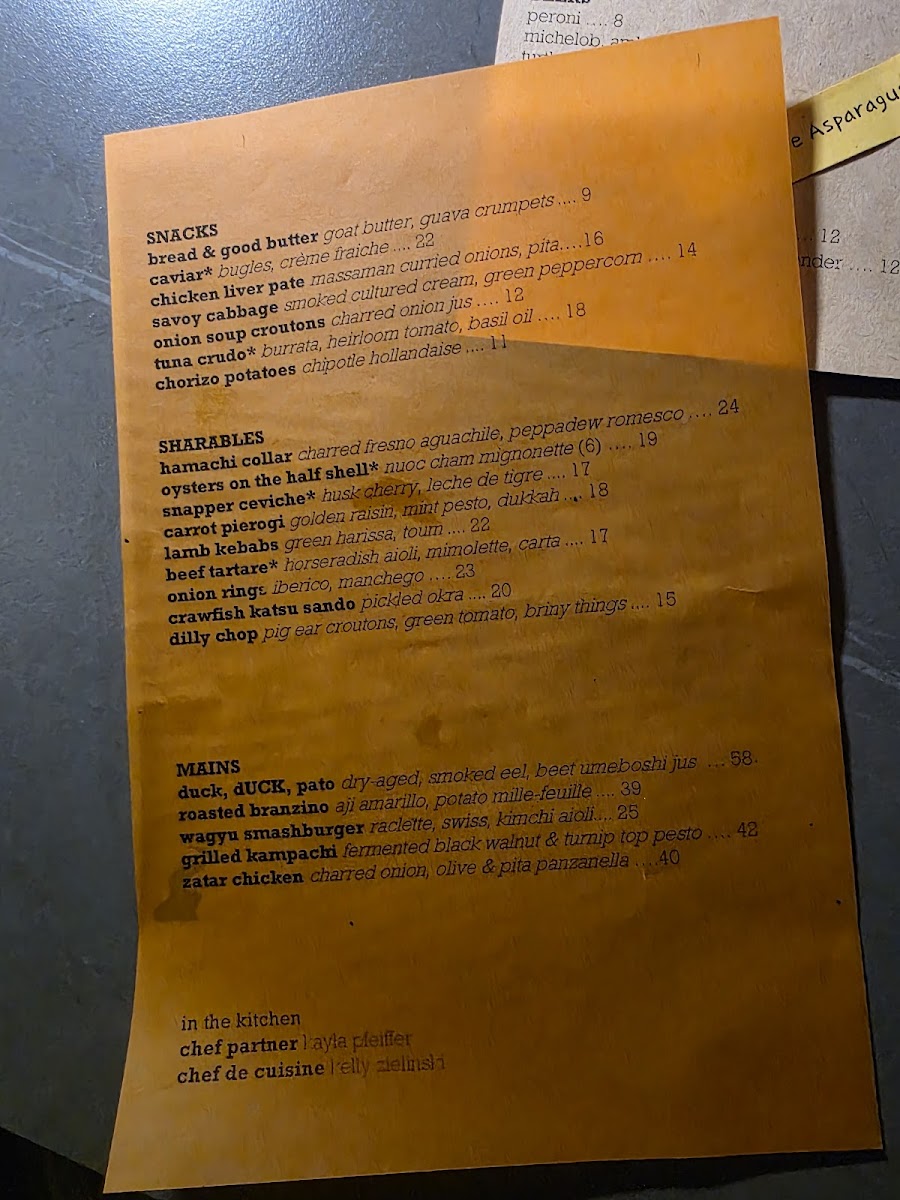 peroni .... 8
michelob
e Asparagus
... 12
nder .... 12
SNACKS
bread & good butter goat butter, guava crumpets .... 9
caviar* bugles, crème fraiche .... 22
chicken liver pate massaman curried onions, pita....16
savoy cabbage smoked cultured cream, green peppercorn .... 14
onion soup croutons charred onion jus .... 12
tuna crudo* burrata, heirloom tomato, basil oil .... 18
chorizo potatoes chipotle hollandaise .... 11
SHARABLES
hamachi collar charred fresno aguachile, peppadew romesco .... 24
oysters on the half shell* nuoc cham mignonette (6) .... 19
snapper ceviche* husk cherry, leche de tigre .... 17
carrot pierogi golden raisin, mint pesto, dukkah .... 18
lamb kebabs green harissa, toum .... 22
beef tartare* horseradish aioli, mimolette, carta .... 17
onion rings iberico, manchego .... 23
crawfish katsu sando pickled okra .... 20
dilly chop pig ear croutons, green tomato, briny things .... 15
MAINS
duck, dUCK, pato dry-aged, smoked eel, beet umeboshi jus ... 58.
roasted branzino aji amarillo, potato mille-feuille .... 39
wagyu smashburger raclette, swiss, kimchi aioli.... 25
grilled kampachi fermented black walnut & turnip top pesto .... 42
zatar chicken charred onion, olive & pita panzanella ....40
in the kitchen
chef partner kayla pfeiffer
chef de cuisine kelly zielinski